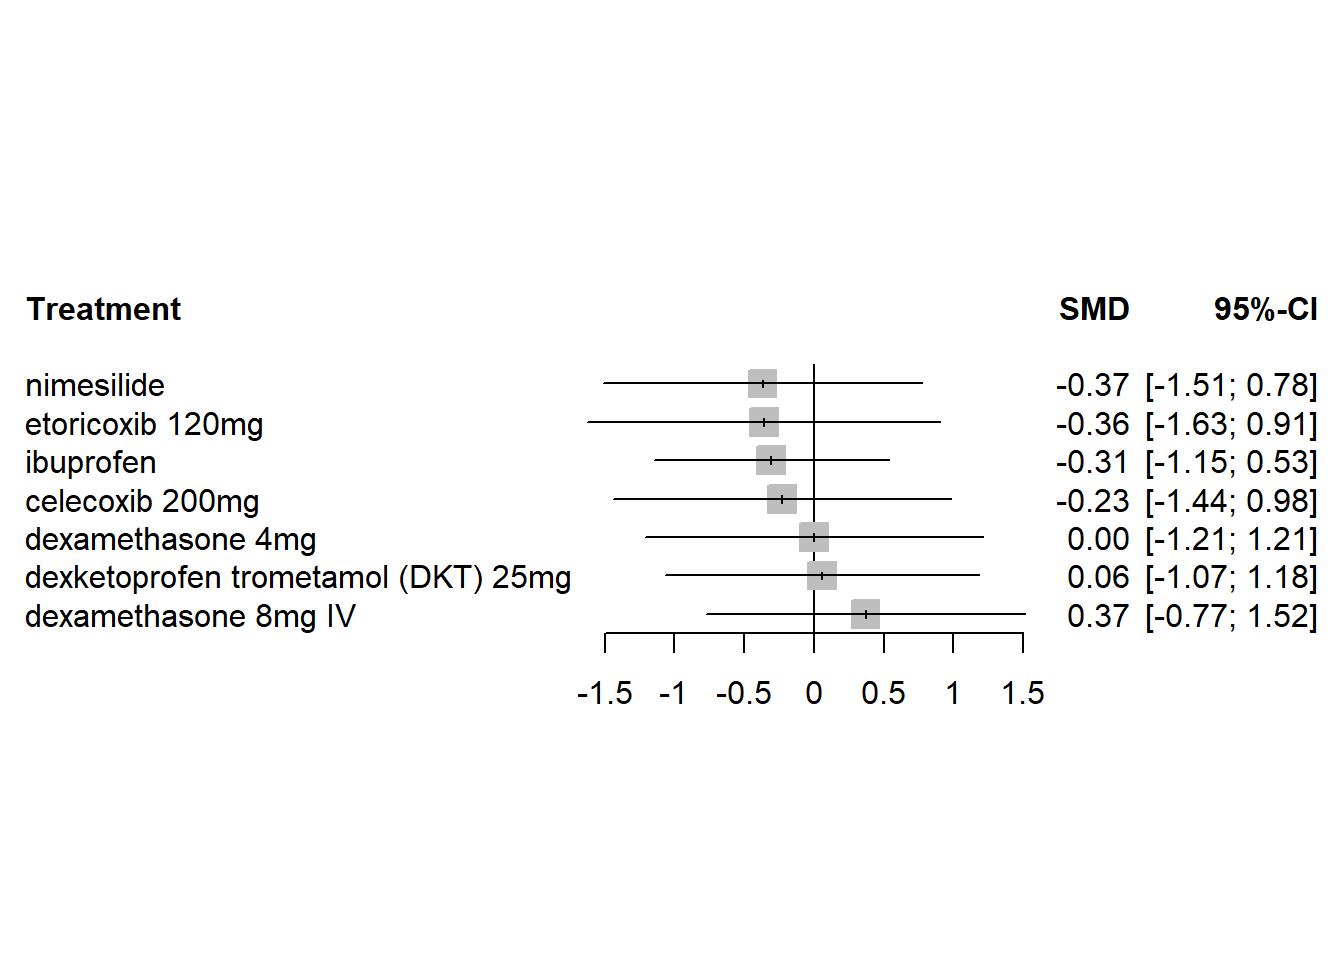 Treatment SMD 95%-CI
nimesilide -0.37 [-1.51; 0.78]
etoricoxib 120mg -0.36 [-1.63; 0.91]
ibuprofen -0.31 [-1.15; 0.53]
celecoxib 200mg -0.23 [-1.44; 0.98]
dexamethasone 4mg 0.00 [-1.21; 1.21]
dexketoprofen trometamol (DKT) 25mg 0.06 [-1.07; 1.18]
dexamethasone 8mg IV 0.37 [-0.77; 1.52]
-1.5 -1 -0.5 0 0.5 1 1.5